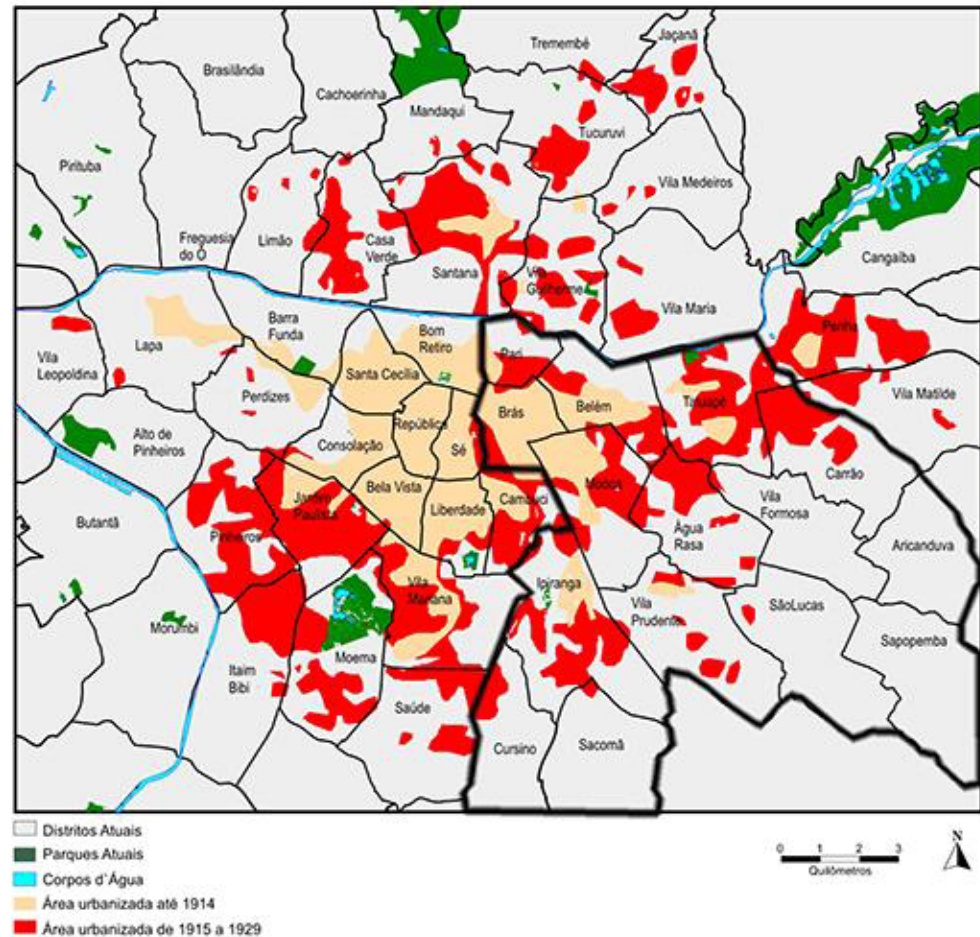 Jaçanã
Tremembé
Brasilândia
Cachoerinha
Mandaqui
Tucuruvi
Pirituba
Vila Medeiros
Freguesia
do Ó
Limão
Casa
Verde
Santana
Vila
Guilherme
Vila Maria
Cangaíba
Penha
Lapa
Barra
Funda
Bom
Retiro
Pari
Vila
Leopoldina
Santa Cecília
Perdizes
República
Brás
Belém
Tatuapé
Vila Matilde
Alto de
Pinheiros
Consolação
Sé
Carrão
Butantã
Pinheiros
Jardim
Paulista
Bela Vista
Liberdade
Cambuci
Mooca
Água
Rasa
Vila
Formosa
Aricanduva
Vila
Mariana
Ipiranga
Vila
Prudente
SãoLucas
Sapopemba
Morumbi
Moema
Itaim
Bibi
Saúde
Cursino
Sacomã
Distritos Atuais
Parques Atuais
Corpos d`Água
Área urbanizada até 1914
Área urbanizada de 1915 a 1929
0 1 2 3
Quilômetros
N